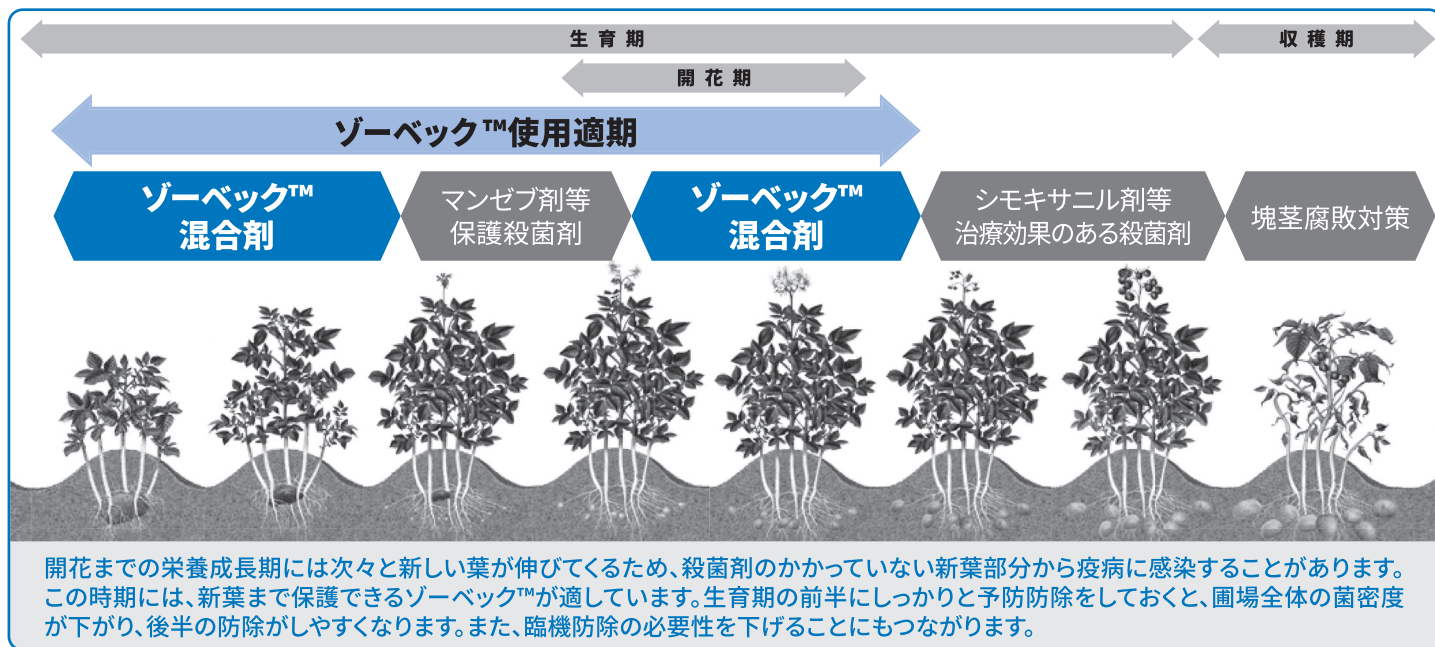 生育期
収穫期
開花期
ゾーベック™使用適期
ゾーベック™
混合剤
マンゼブ剤等
保護殺菌剤
ゾーベック™
混合剤
シモキサニル剤等
治療効果のある殺菌剤
塊茎腐敗対策
開花までの栄養成長期には次々と新しい葉が伸びてくるため、殺菌剤のかかっていない新葉部分から疫病に感染することがあります。
この時期には、新葉まで保護できるゾーベック™が適しています。生育期の前半にしっかりと予防防除をしておくと、圃場全体の菌密度
が下がり、後半の防除がしやすくなります。また、臨機防除の必要性を下げることにもつながります。